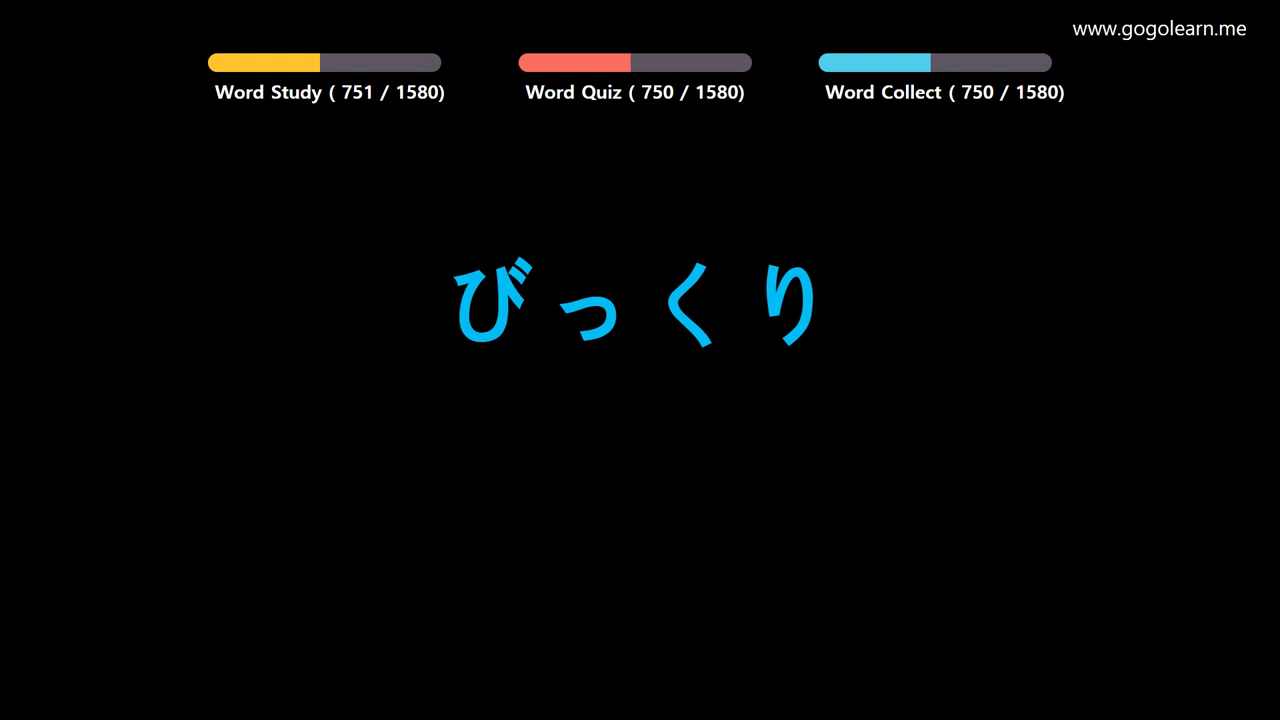 www.gogolearn.me
Word Study ( 751 / 1580)
Word Quiz ( 750 / 1580)
Word Collect ( 750 / 1580)
びっくり